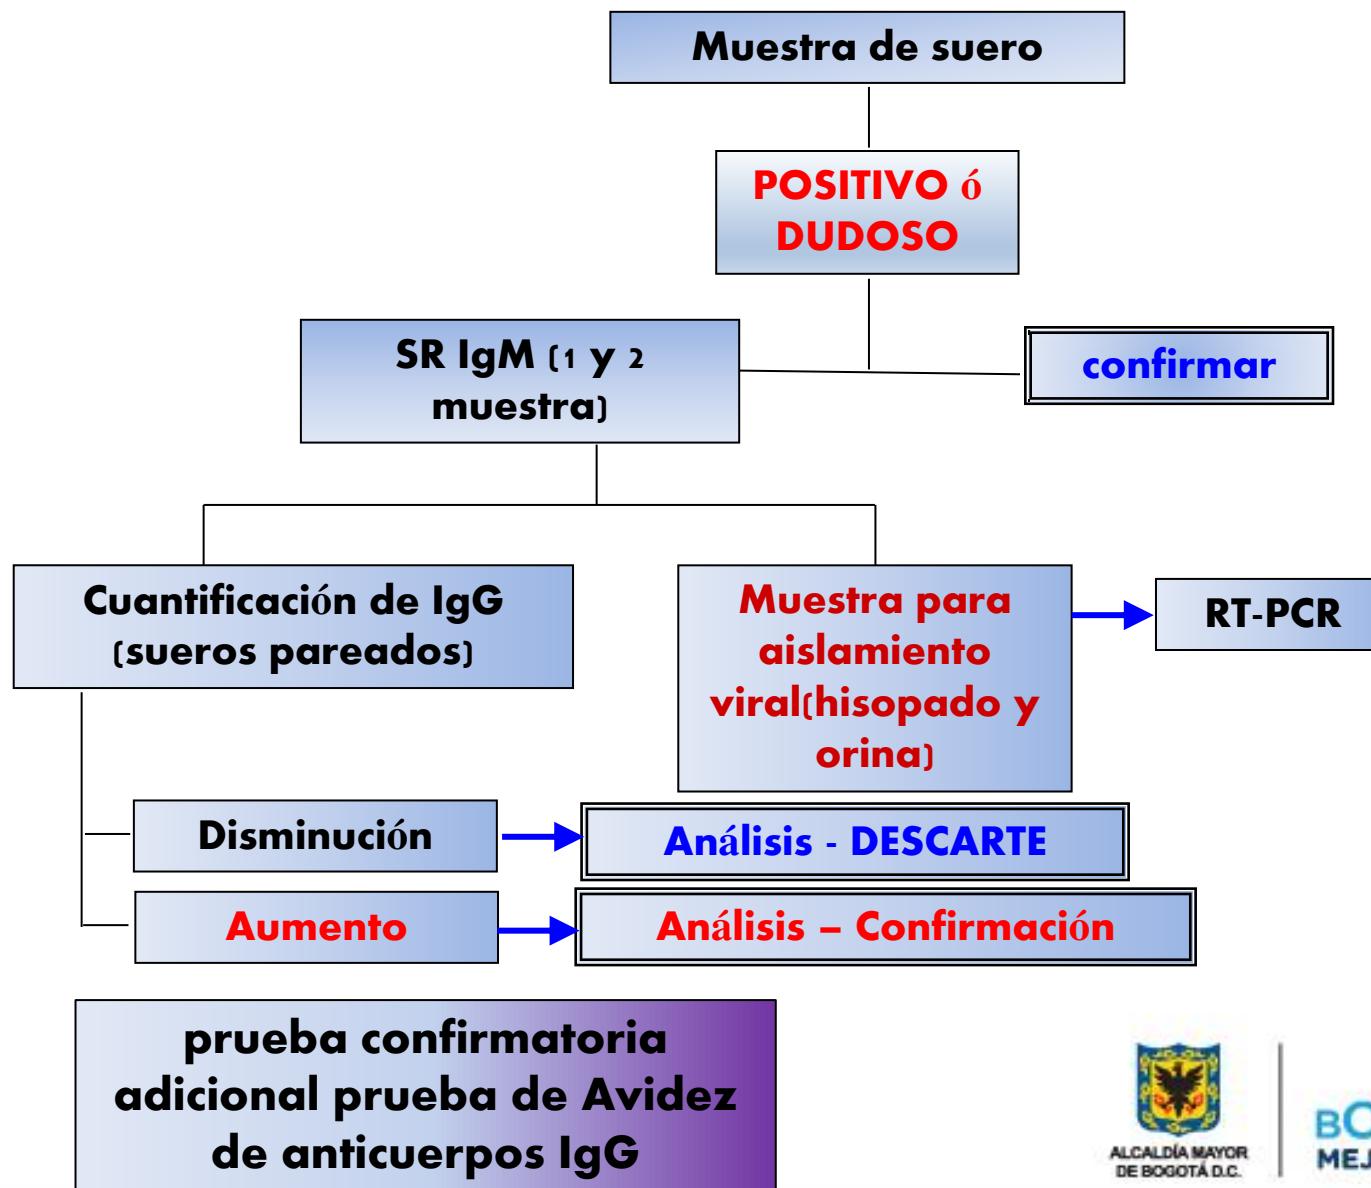 Muestra de suero
POSITIVO ó
DUDOSO
SR IgM (1 y 2
muestra)
confirmar
Cuantificación de IgG
(sueros pareados)
Muestra para
aislamiento
viral(hisopado y
orina)
RT-PCR
Disminución
Análisis - DESCARTE
Aumento
Análisis – Confirmación
prueba confirmatoria
adicional prueba de Avidez
de anticuerpos IgG
ALCALDÍA MAYOR
DE BOGOTÁ D.C.